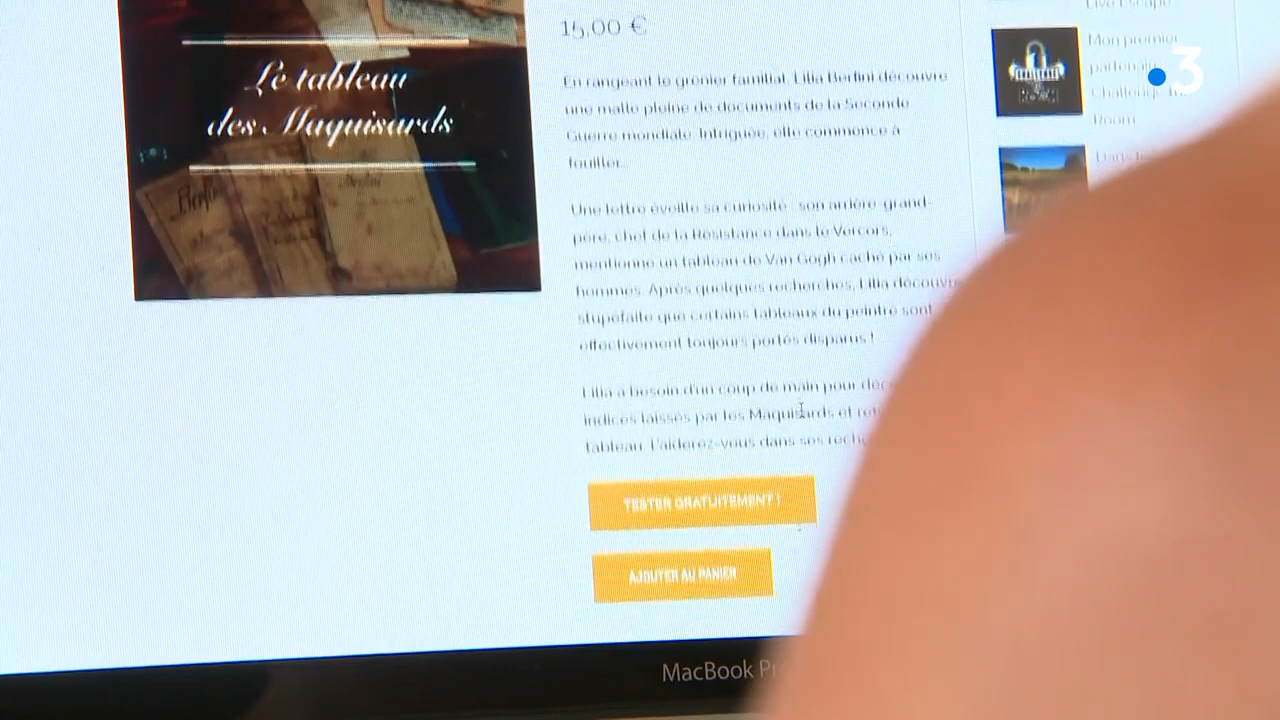 Le tableau
des Maquisards
15,00 €
En rangeant le grenier familial, Lilia Berlini découvre
une malle pleine de documents de la Seconde
Guerre mondiale. Intriguée, elle commence à
fouiller...
Une lettre éveille sa curiosité : son arrière-grand-
père, chef de la Résistance dans le Vercors,
mentionne un tableau de Van Gogh caché par ses
hommes. Après quelques recherches, Lilia découvre
stupéfaite que certains tableaux du peintre sont
effectivement toujours portés disparus !
Lilia a besoin d'un coup de main pour
indices laissés par les Maquisards et
tableau. L'aiderez-vous dans ses
TESTER GRATUITEMENT !
AJOUTER AU PANIER
Live Escape
Mon premier
Room
3
MacBook